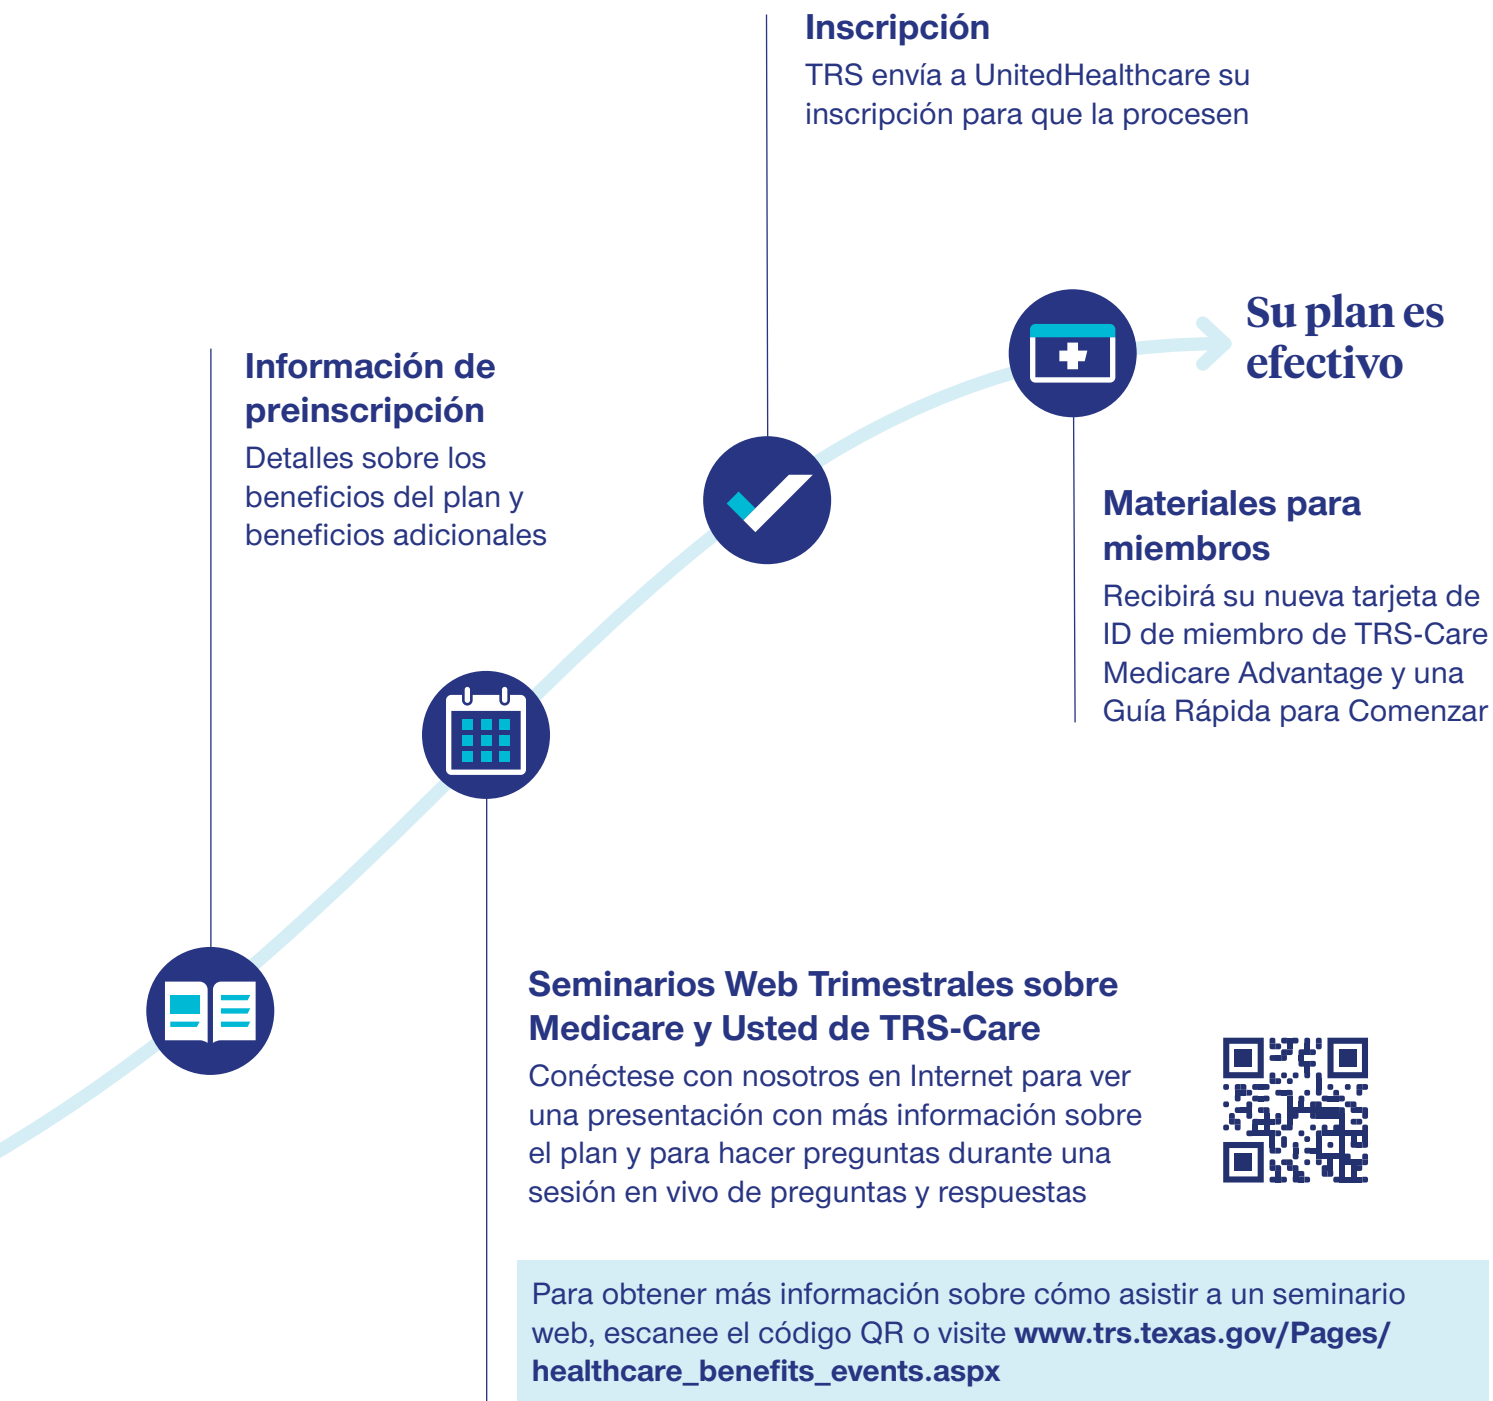 Inscripción
TRS envía a UnitedHealthcare su
inscripción para que la procesen
Su plan es
efectivo
Información de
preinscripción
Detalles sobre los
beneficios del plan y
beneficios adicionales
Materiales para
miembros
Recibirá su nueva tarjeta de
ID de miembro de TRS-Care
Medicare Advantage y una
Guía Rápida para Comenzar
Seminarios Web Trimestrales sobre
Medicare y Usted de TRS-Care
Conéctese con nosotros en Internet para ver
una presentación con más información sobre
el plan y para hacer preguntas durante una
sesión en vivo de preguntas y respuestas
Para obtener más información sobre cómo asistir a un seminario
web, escanee el código QR o visite www.trs.texas.gov/Pages/
healthcare_benefits_events.aspx